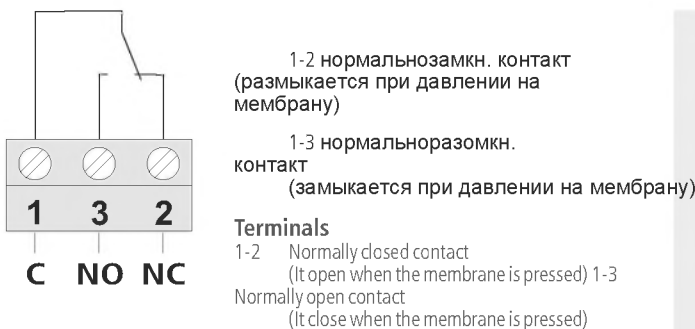 1-2 нормальнозамкн. контакт
(размыкается при давлении на
мембрану)
1-3 нормальноразомкн.
контакт
(замыкается при давлении на мембрану)
1 3 2
C NO NC
Terminals
1-2 Normally closed contact
(It open when the membrane is pressed) 1-3
Normally open contact
(It close when the membrane is pressed)